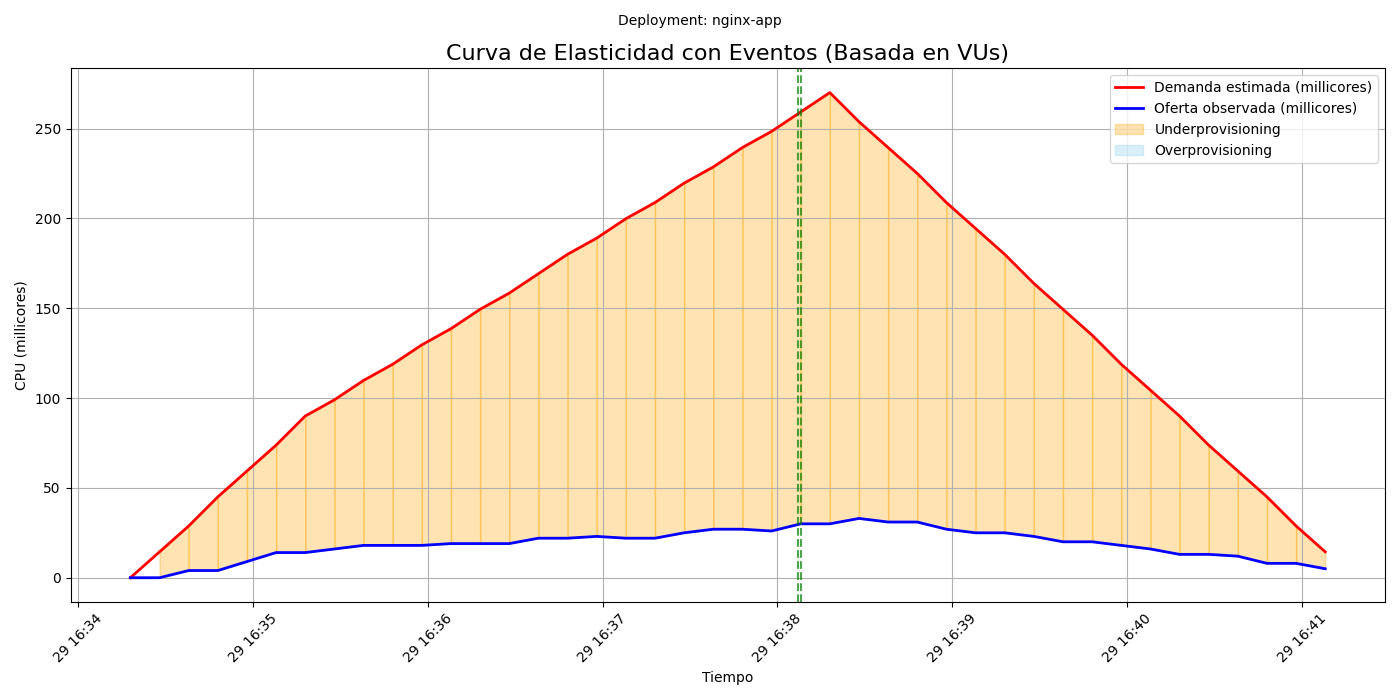 Deployment: nginx-app
Curva de Elasticidad con Eventos (Basada en VUs)
Demanda estimada (millicores)
Oferta observada (millicores)
Underprovisioning
Overprovisioning
CPU (millicores)
250
200
150
100
50
0
29 16:34
29 16:35
29 16:36
29 16:37
29 16:38
29 16:39
29 16:40
29 16:41
Tiempo